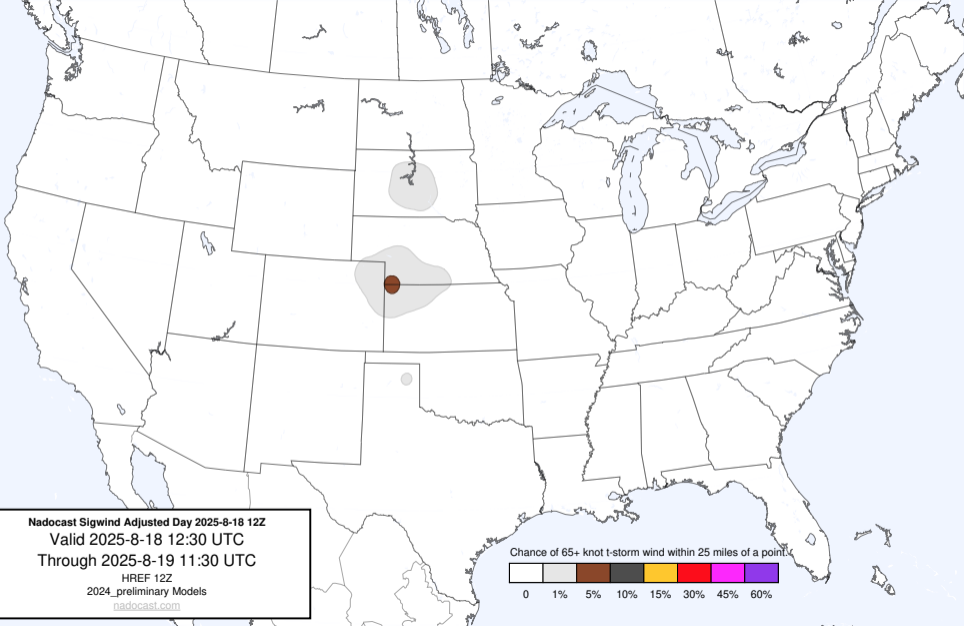 Nadocast Sigwind Adjusted Day 2025-8-18 12Z
Valid 2025-8-18 12:30 UTC
Through 2025-8-19 11:30 UTC
HREF 12Z
2024_preliminary Models
nadocast.com
Chance of 65+ knot t-storm wind within 25 miles of a point.
0 1% 5% 10% 15% 30% 45% 60%